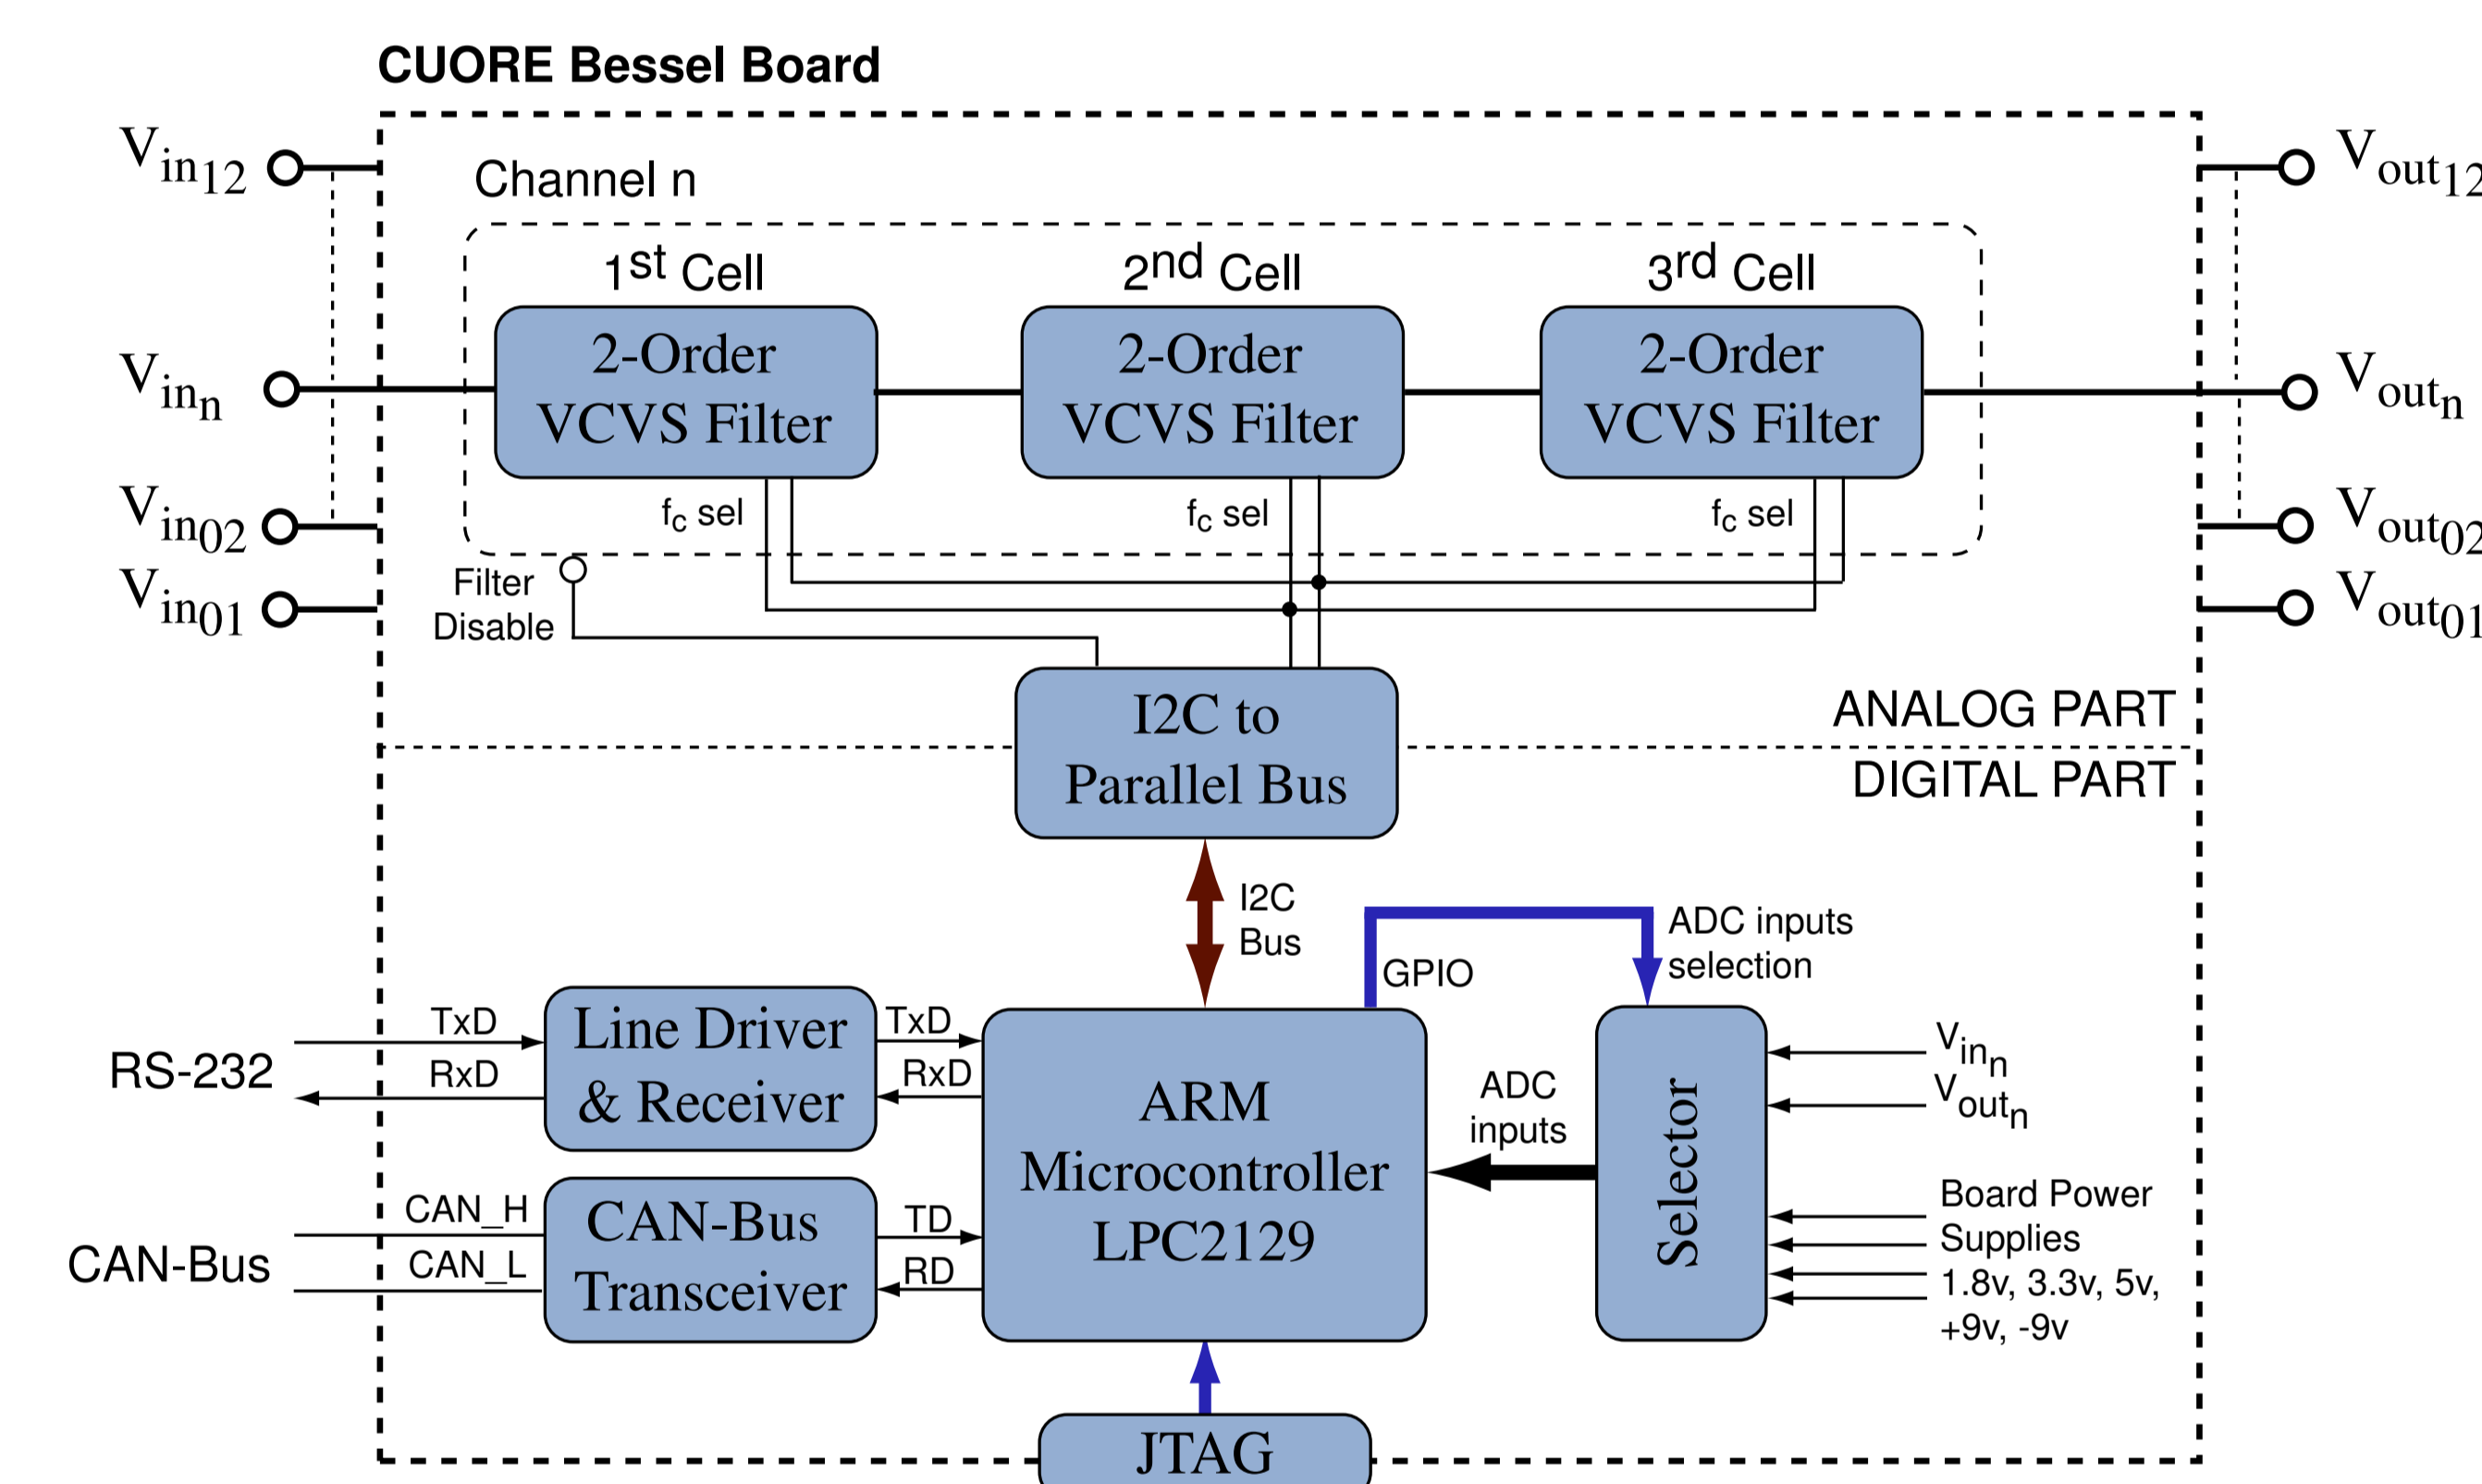 CUORE Bessel Board
Vin12
Vout12
Channel n
1st Cell
2nd Cell
3rd Cell
2-Order
VCVS Filter
2-Order
VCVS Filter
2-Order
VCVS Filter
Vinn
Voutn
fc sel
fc sel
fc sel
Vin02
Vout02
Filter
Disable
Vin01
Vout01
I2C to
Parallel Bus
ANALOG PART
DIGITAL PART
I2C
Bus
GPIO
ADC inputs
selection
RS-232
TxD
RxD
Line Driver
& Receiver
TxD
RxD
ARM
Microcontroller
LPC2129
ADC
inputs
Selector
Vinn
Voutn
Board Power
Supplies
1.8v, 3.3v, 5v,
+9v, -9v
CAN-Bus
CAN_H
CAN_L
CAN-Bus
Transceiver
TD
RD
JTAG